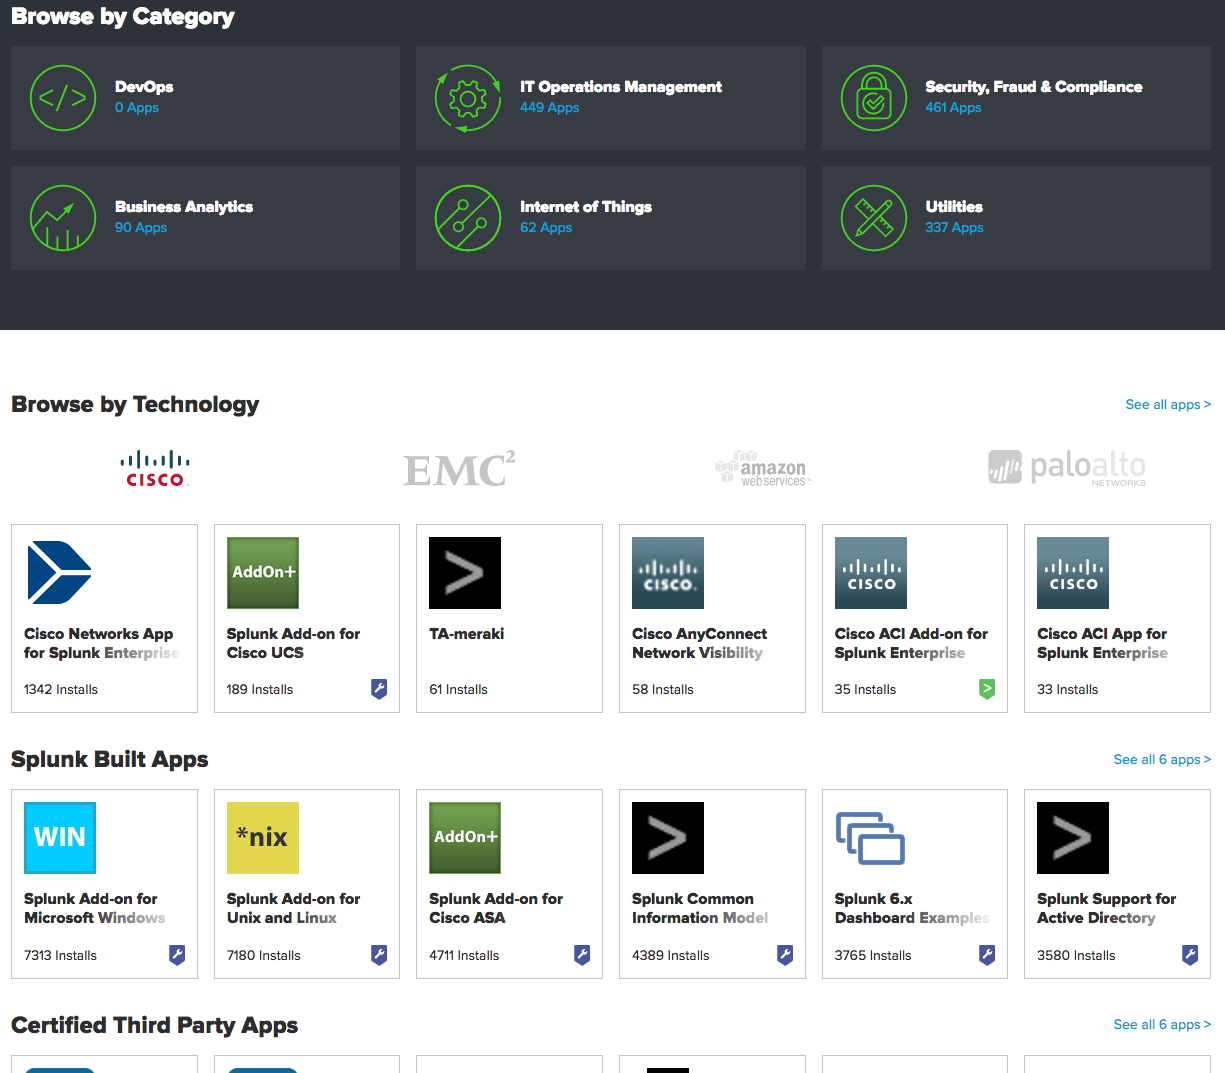 Browse by Category
DevOps
0 Apps
IT Operations Management
449 Apps
Security, Fraud & Compliance
461 Apps
Business Analytics
90 Apps
Internet of Things
62 Apps
Utilities
337 Apps
Browse by Technology
See all apps >
CISCO
EMC²
amazon
webservices™
paloalto
NETWORKS
AddOn+
>
CISCO
CISCO
CISCO
Cisco Networks App
for Splunk Enterprise
1342 Installs
Splunk Add-on for
Cisco UCS
189 Installs
TA-meraki
61 Installs
Cisco AnyConnect
Network Visibility
58 Installs
Cisco ACI Add-on for
Splunk Enterprise
35 Installs
>
Cisco ACI App for
Splunk Enterprise
33 Installs
Splunk Built Apps
See all 6 apps >
WIN
*nix
AddOn+
>
>
Splunk Add-on for
Microsoft Windows
7313 Installs
Splunk Add-on for
Unix and Linux
7180 Installs
Splunk Add-on for
Cisco ASA
4711 Installs
Splunk Common
Information Model
4389 Installs
Splunk 6.x
Dashboard Examples
3765 Installs
Splunk Support for
Active Directory
3580 Installs
Certified Third Party Apps
See all 6 apps >